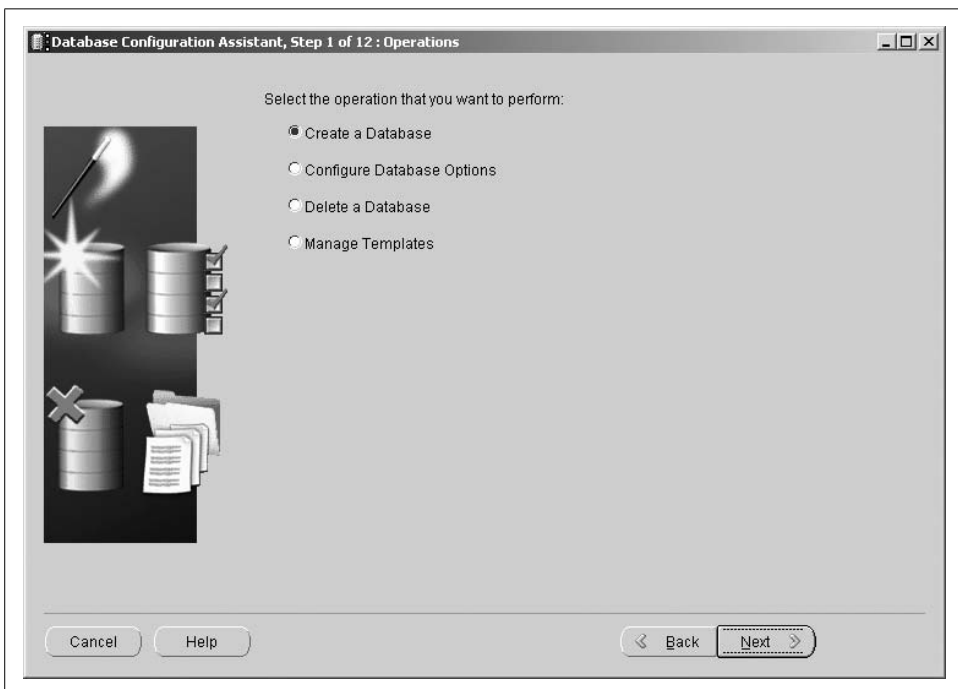 Database Configuration Assistant, Step 1 of 12 : Operations
Select the operation that you want to perform:
Create a Database
Configure Database Options
Delete a Database
Manage Templates
Cancel
Help
Back
Next